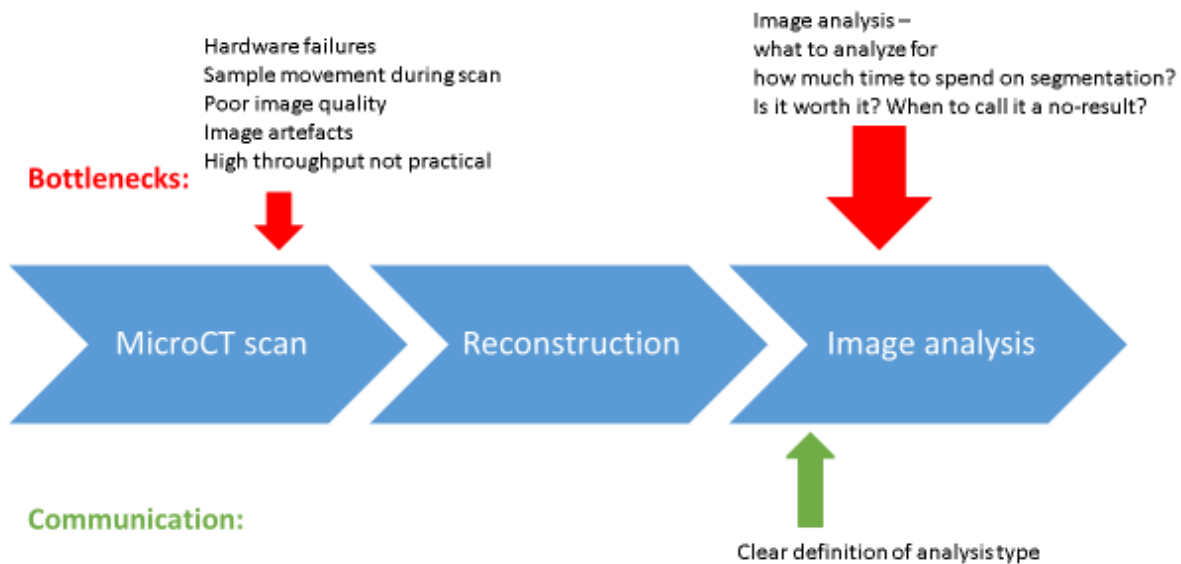 Hardware failures
Sample movement during scan
Poor image quality
Image artefacts
High throughput not practical
Image analysis –
what to analyze for
how much time to spend on segmentation?
Is it worth it? When to call it a no-result?
Bottlenecks:
MicroCT scan
Reconstruction
Image analysis
Communication:
Clear definition of analysis type